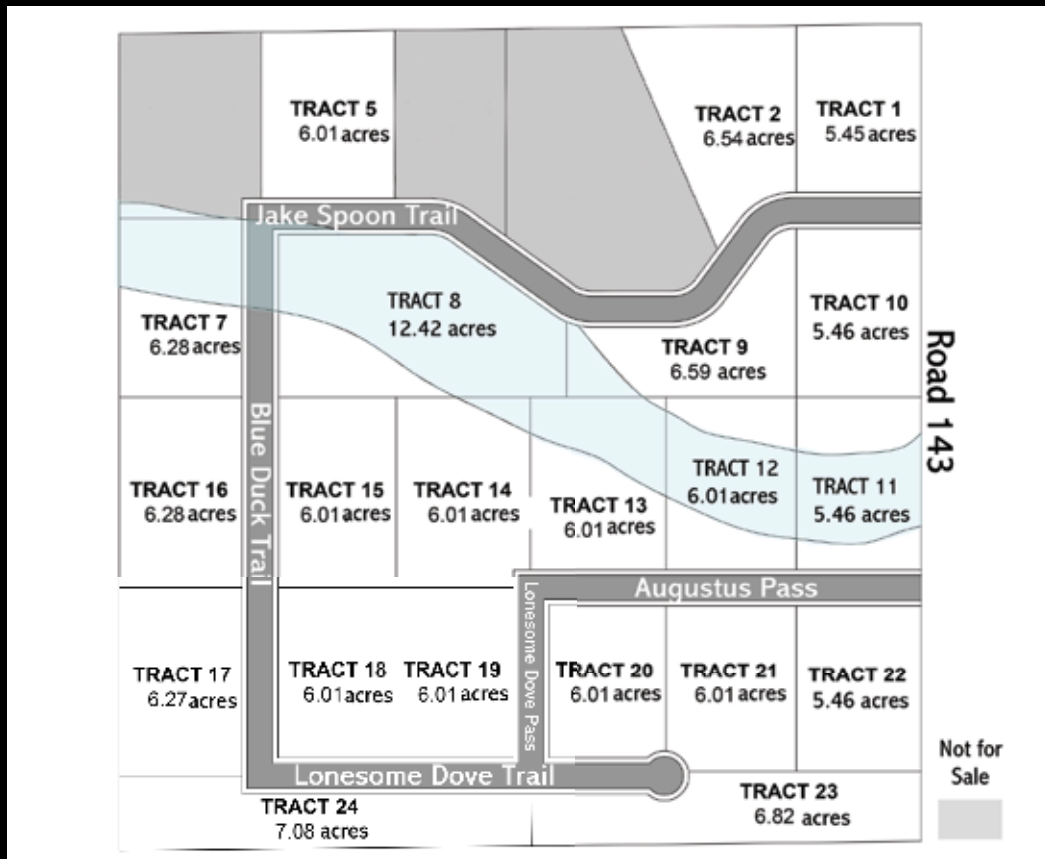 TRACT 5
6.01 acres
TRACT 2
6.54 acres
TRACT 1
5.45 acres
Jake Spoon Trail
TRACT 8
12.42 acres
TRACT 7
6.28 acres
TRACT 9
6.59 acres
TRACT 10
5.46 acres
Road 143
Blue Duck Trail
TRACT 16
6.28 acres
TRACT 15
6.01 acres
TRACT 14
6.01 acres
TRACT 13
6.01 acres
TRACT 12
6.01 acres
TRACT 11
5.46 acres
Augustus Pass
Lonesome Dove Pass
TRACT 17
6.27 acres
TRACT 18
6.01 acres
TRACT 19
6.01 acres
TRACT 20
6.01 acres
TRACT 21
6.01 acres
TRACT 22
5.46 acres
Lonesome Dove Trail
TRACT 24
7.08 acres
TRACT 23
6.82 acres
Not for
Sale